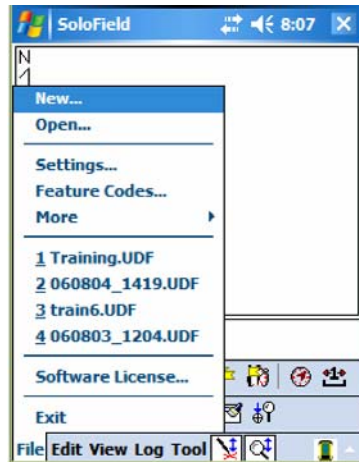 SoloField 8:07
N
New...
Open...
Settings...
Feature Codes...
More
1 Training.UDF
2 060804_1419.UDF
3 train6.UDF
4 060803_1204.UDF
Software License...
Exit
File Edit View Log Tool